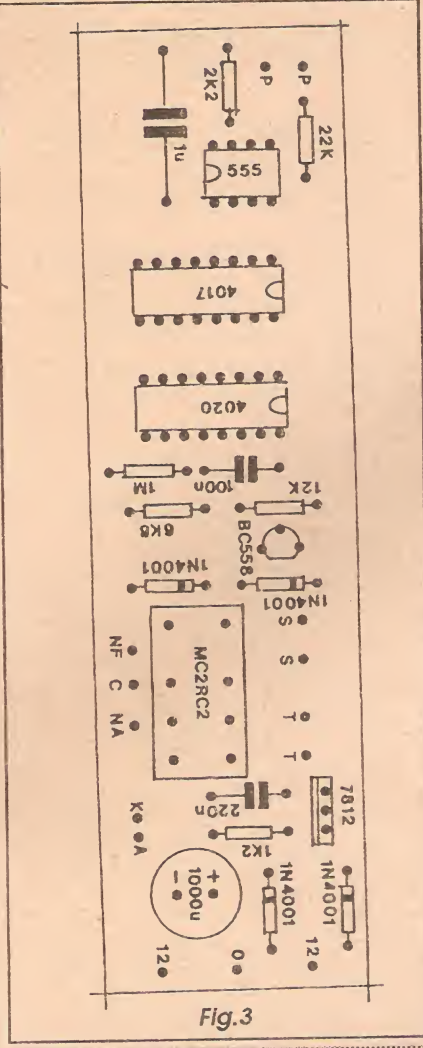 2K2
P
P
1u
22K
555
4017
4020
1M
100n
12K
6K8
BC558
1N4001
1N4001
S
NF
MC2RC2
S
C
NA
T
T
220n
7812
K
A
1K2
+
1000u
-
1N4001
1N4001
12
0
12
Fig.3